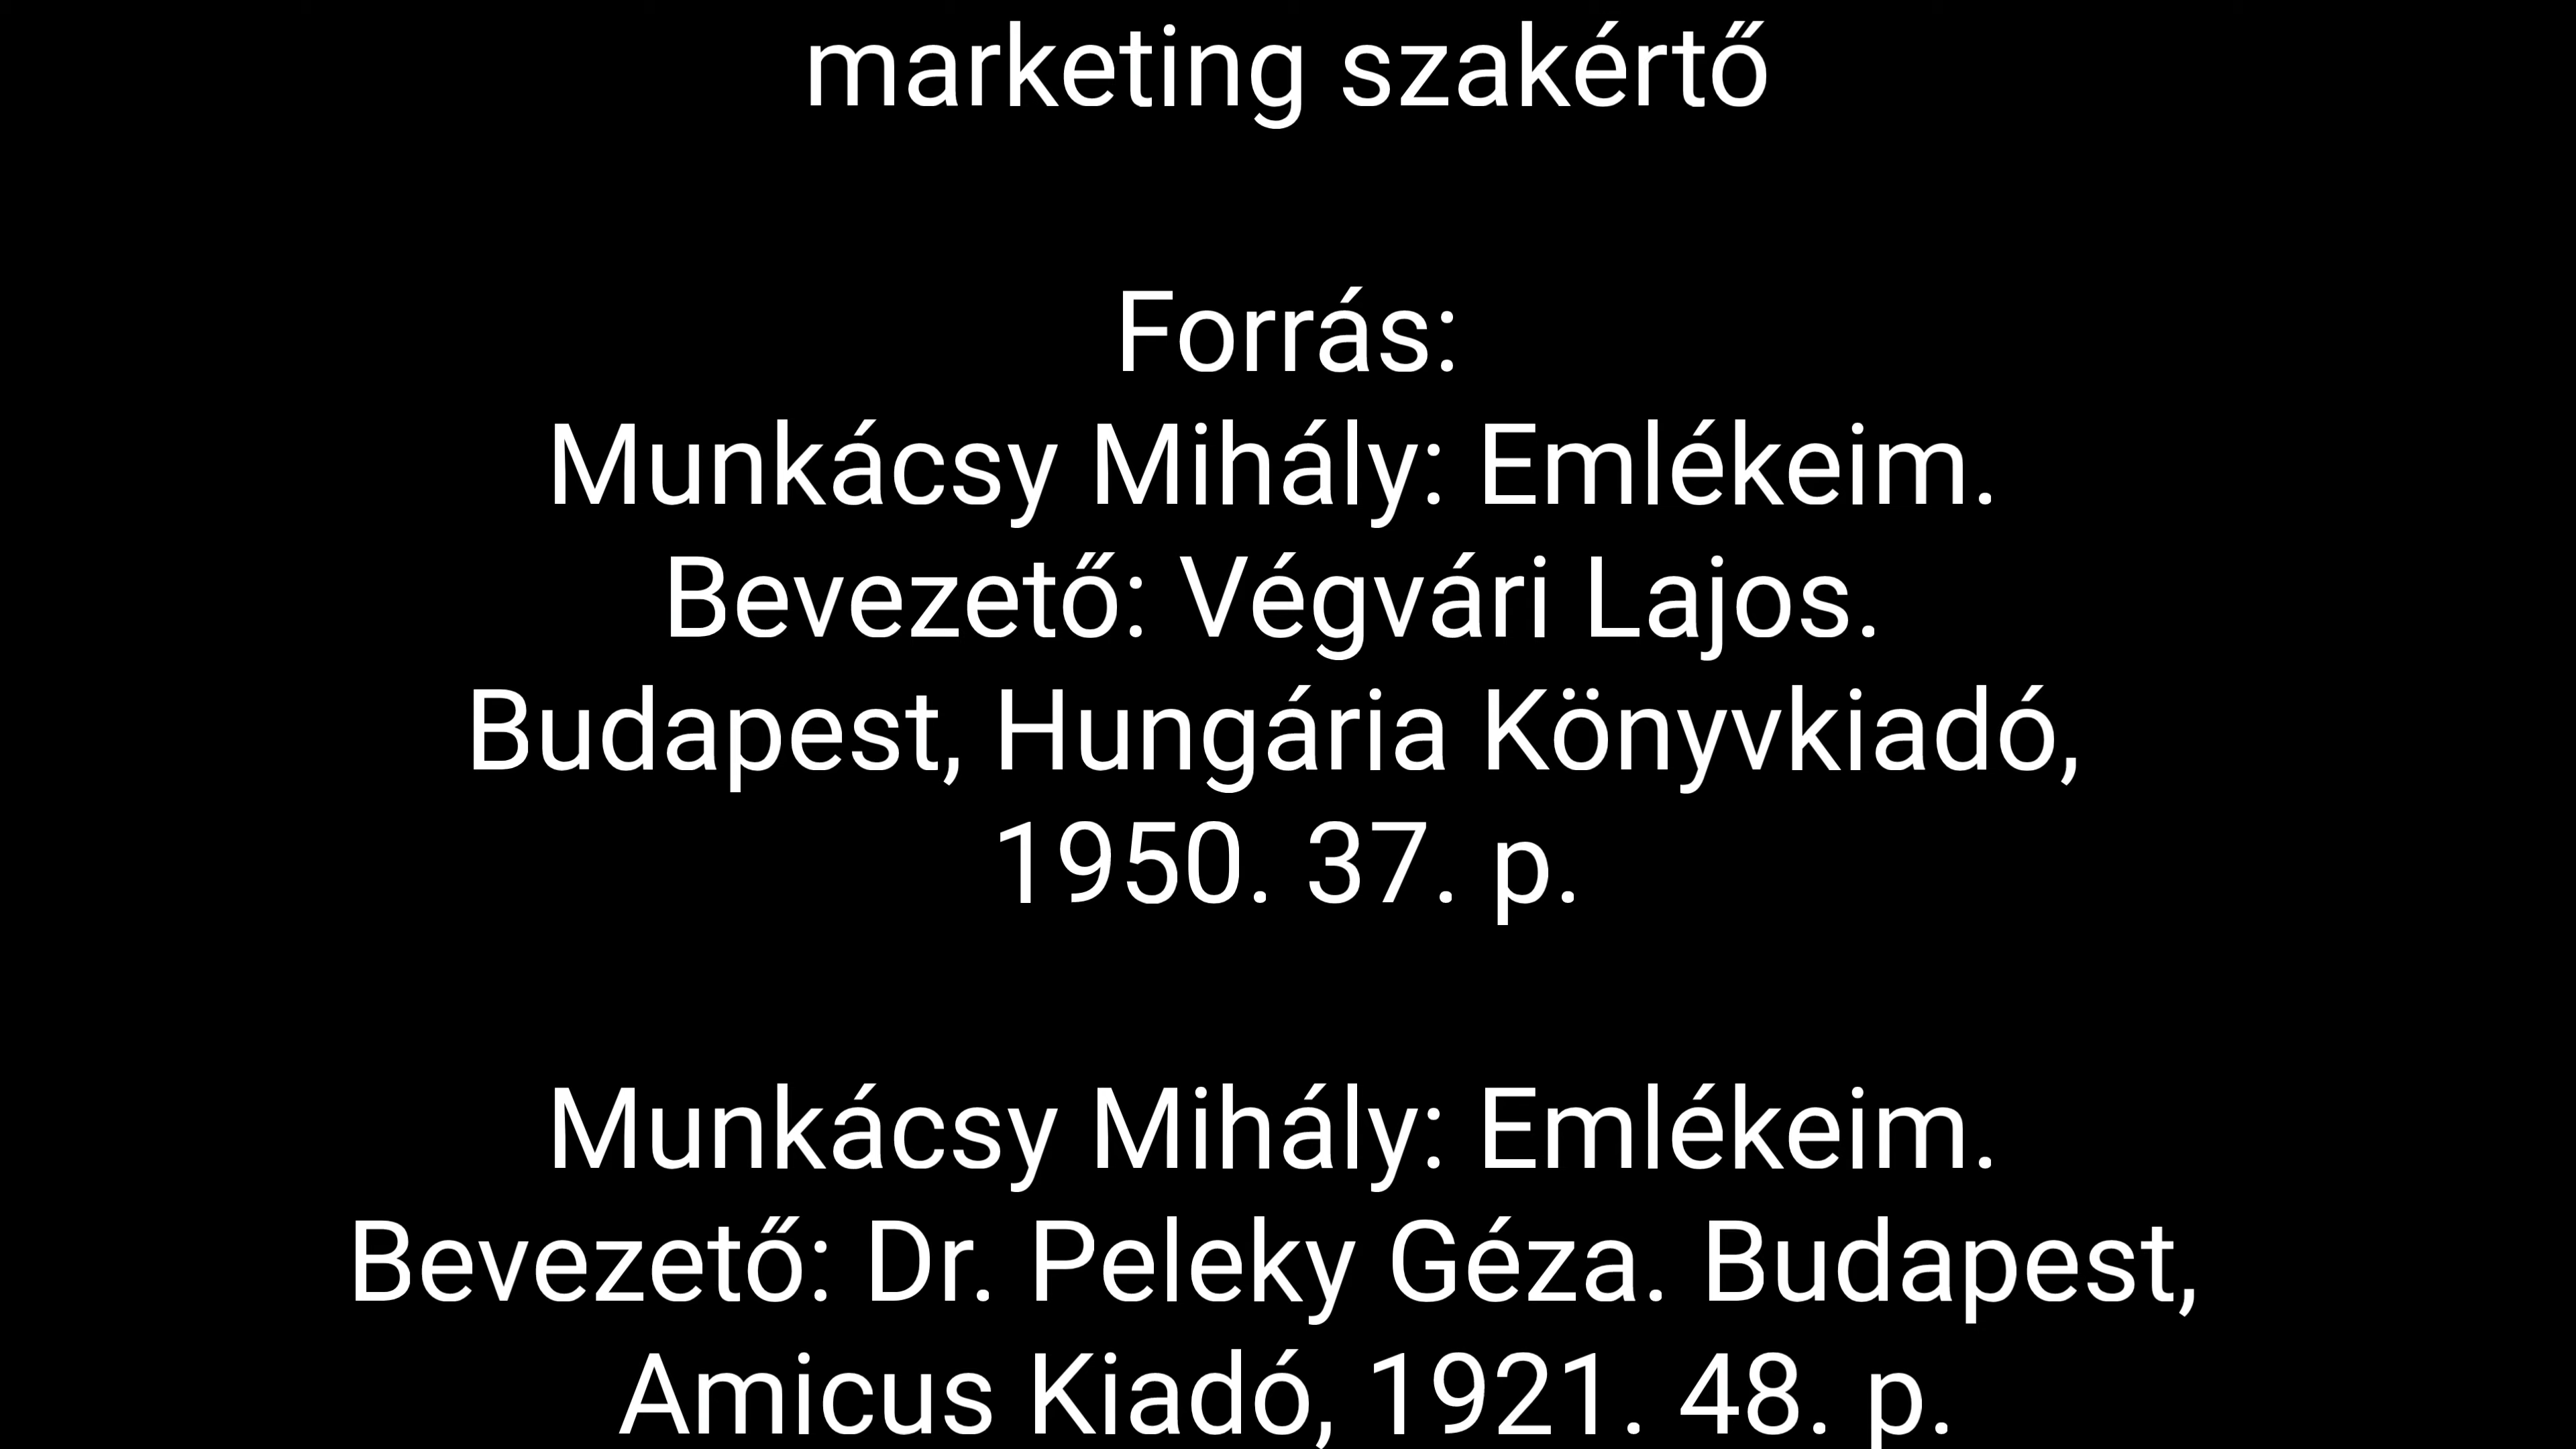 marketing szakértő
Forrás:
Munkácsy Mihály: Emlékeim.
Bevezető: Végvári Lajos.
Budapest, Hungária Könyvkiadó,
1950. 37. p.
Munkácsy Mihály: Emlékeim.
Bevezető: Dr. Peleky Géza. Budapest,
Amicus Kiadó, 1921. 48. p.